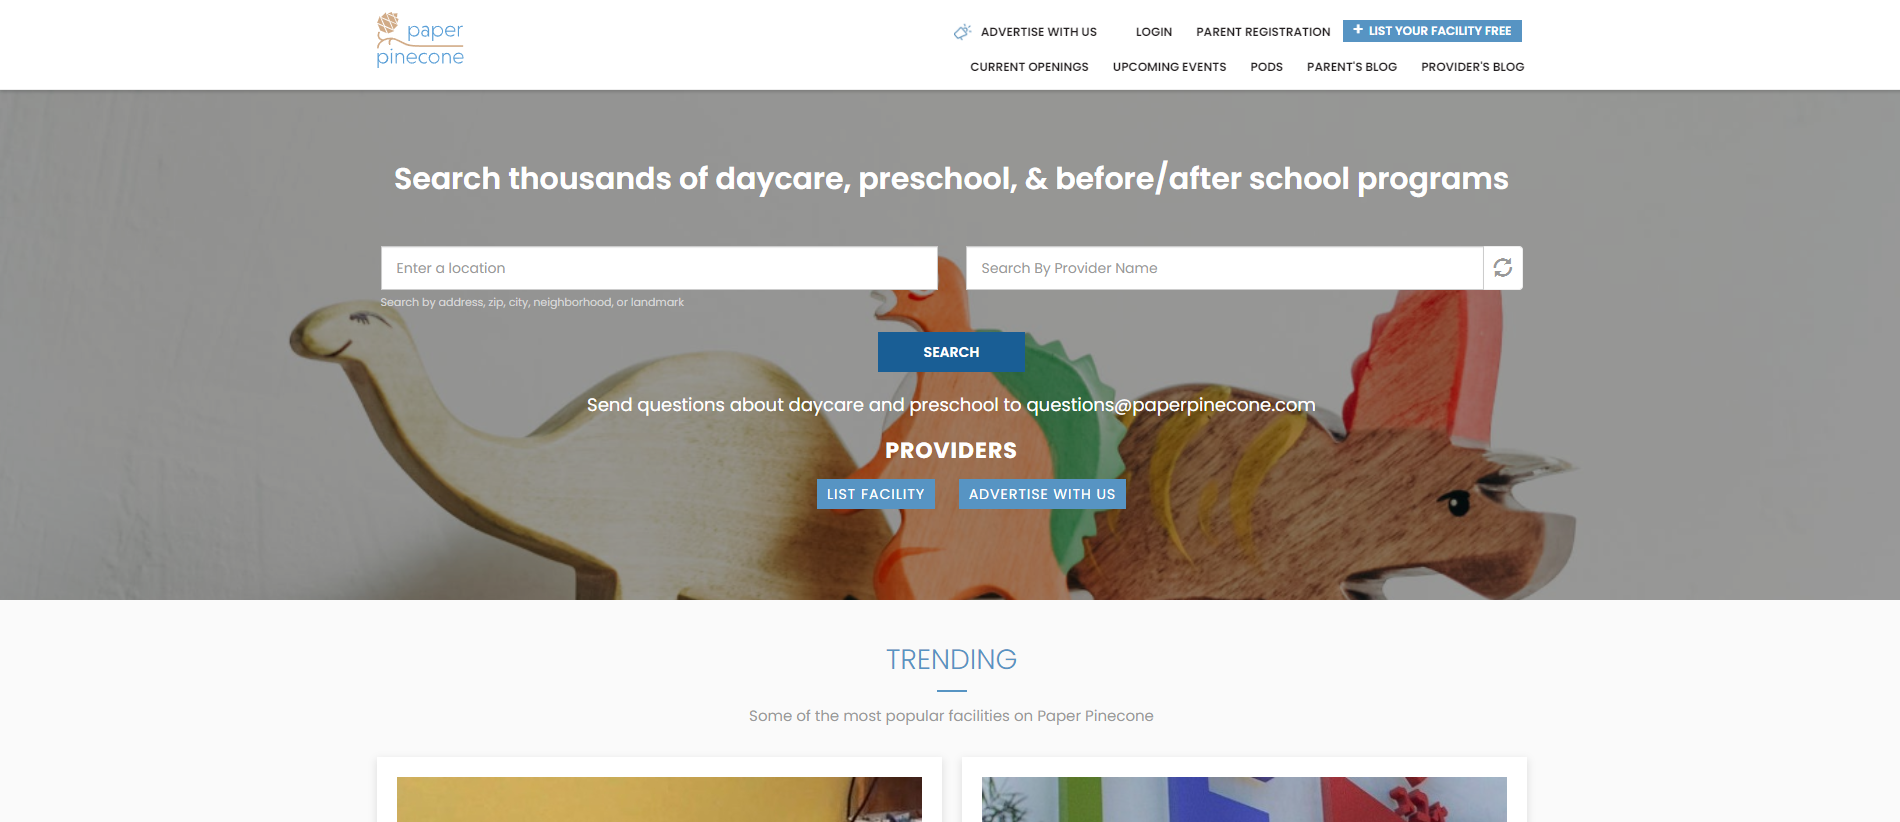 paper
pinecone
ADVERTISE WITH US
LOGIN
PARENT REGISTRATION
+ LIST YOUR FACILITY FREE
CURRENT OPENINGS
UPCOMING EVENTS
PODS
PARENT'S BLOG
PROVIDER'S BLOG
Search thousands of daycare, preschool, & before/after school programs
Enter a location
Search By Provider Name
Search by address, zip, city, neighborhood, or landmark
SEARCH
Send questions about daycare and preschool to questions@paperpinecone.com
PROVIDERS
LIST FACILITY
ADVERTISE WITH US
TRENDING
Some of the most popular facilities on Paper Pinecone